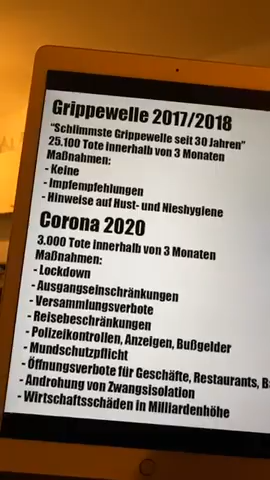 Grippewelle 2017/2018
"Schlimmste Grippewelle seit 30 Jahren"
25.100 Tote innerhalb von 3 Monaten
Maßnahmen:
- Keine
- Impfempfehlungen
- Hinweise auf Hust- und Nieshygiene
Corona 2020
3.000 Tote innerhalb von 3 Monaten
Maßnahmen:
- Lockdown
- Ausgangseinschränkungen
- Versammlungsverbote
- Reisebeschränkungen
- Polizeikontrollen, Anzeigen, Bußgelder
- Mundschutzpflicht
- Öffnungsverbote für Geschäfte, Restaurants,
- Androhung von Zwangsisolation
- Wirtschaftsschäden in Milliardenhöhe